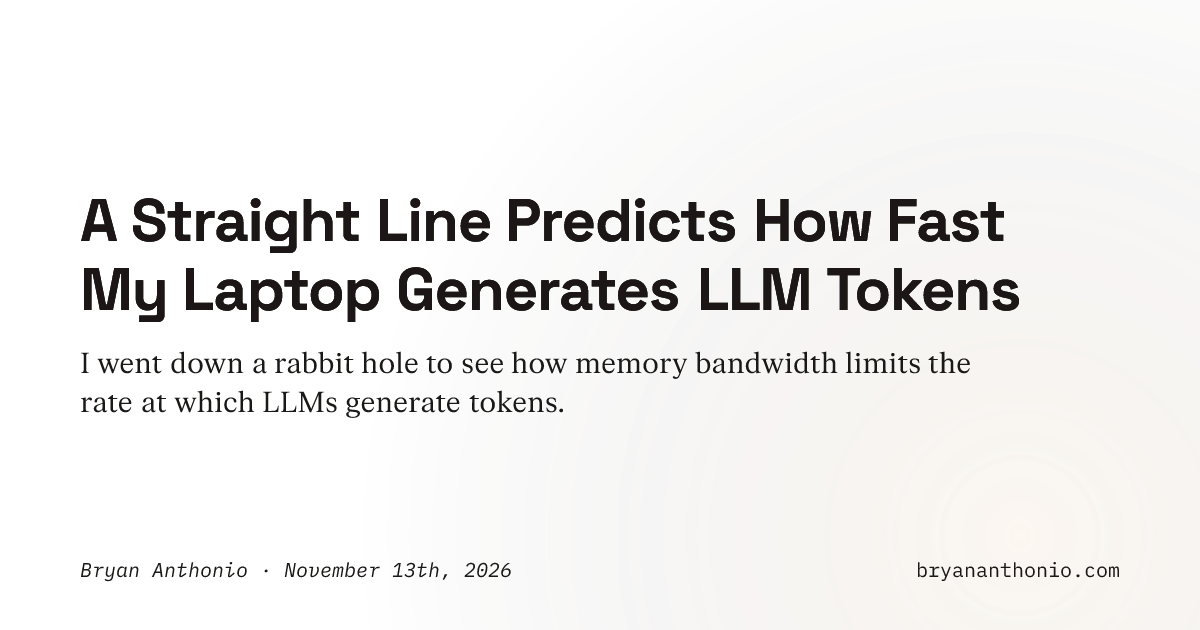 A Straight Line Predicts How Fast
My Laptop Generates LLM Tokens
I went down a rabbit hole to see how memory bandwidth limits the
rate at which LLMs generate tokens.
Bryan Anthonio · November 13th, 2026
bryananthonio.com